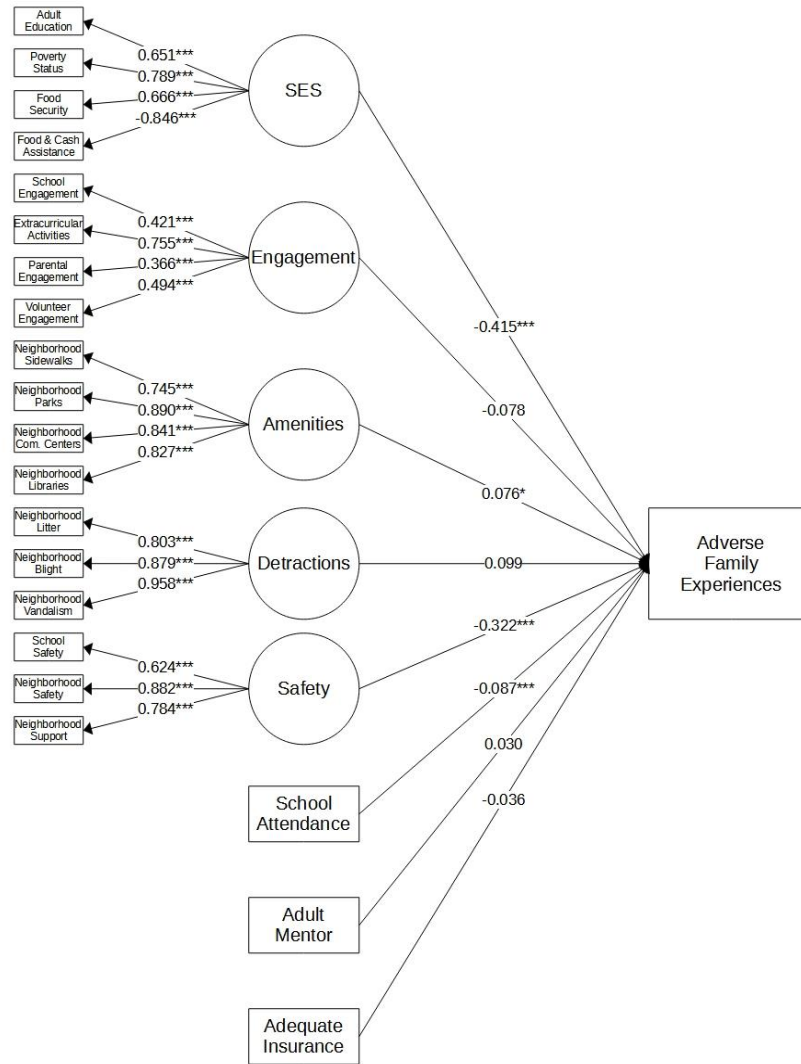 Adult
Education
Poverty
Status
Food
Security
Food & Cash
Assistance
0.651***
0.789***
0.666***
-0.846***
SES
School
Engagement
Extracurricular
Activities
Parental
Engagement
Volunteer
Engagement
0.421***
0.755***
0.366***
0.494***
Engagement
Neighborhood
Sidewalks
Neighborhood
Parks
Neighborhood
Com. Centers
Neighborhood
Libraries
0.745***
0.890***
0.841***
0.827***
Amenities
Neighborhood
Litter
Neighborhood
Blight
Neighborhood
Vandalism
0.803***
0.879***
0.958***
Detractions
School
Safety
Neighborhood
Safety
Neighborhood
Support
0.624***
0.882***
0.784***
Safety
School
Attendance
Adult
Mentor
Adequate
Insurance
-0.415***
-0.078
0.076*
0.099
-0.322***
-0.087***
0.030
-0.036
Adverse
Family
Experiences